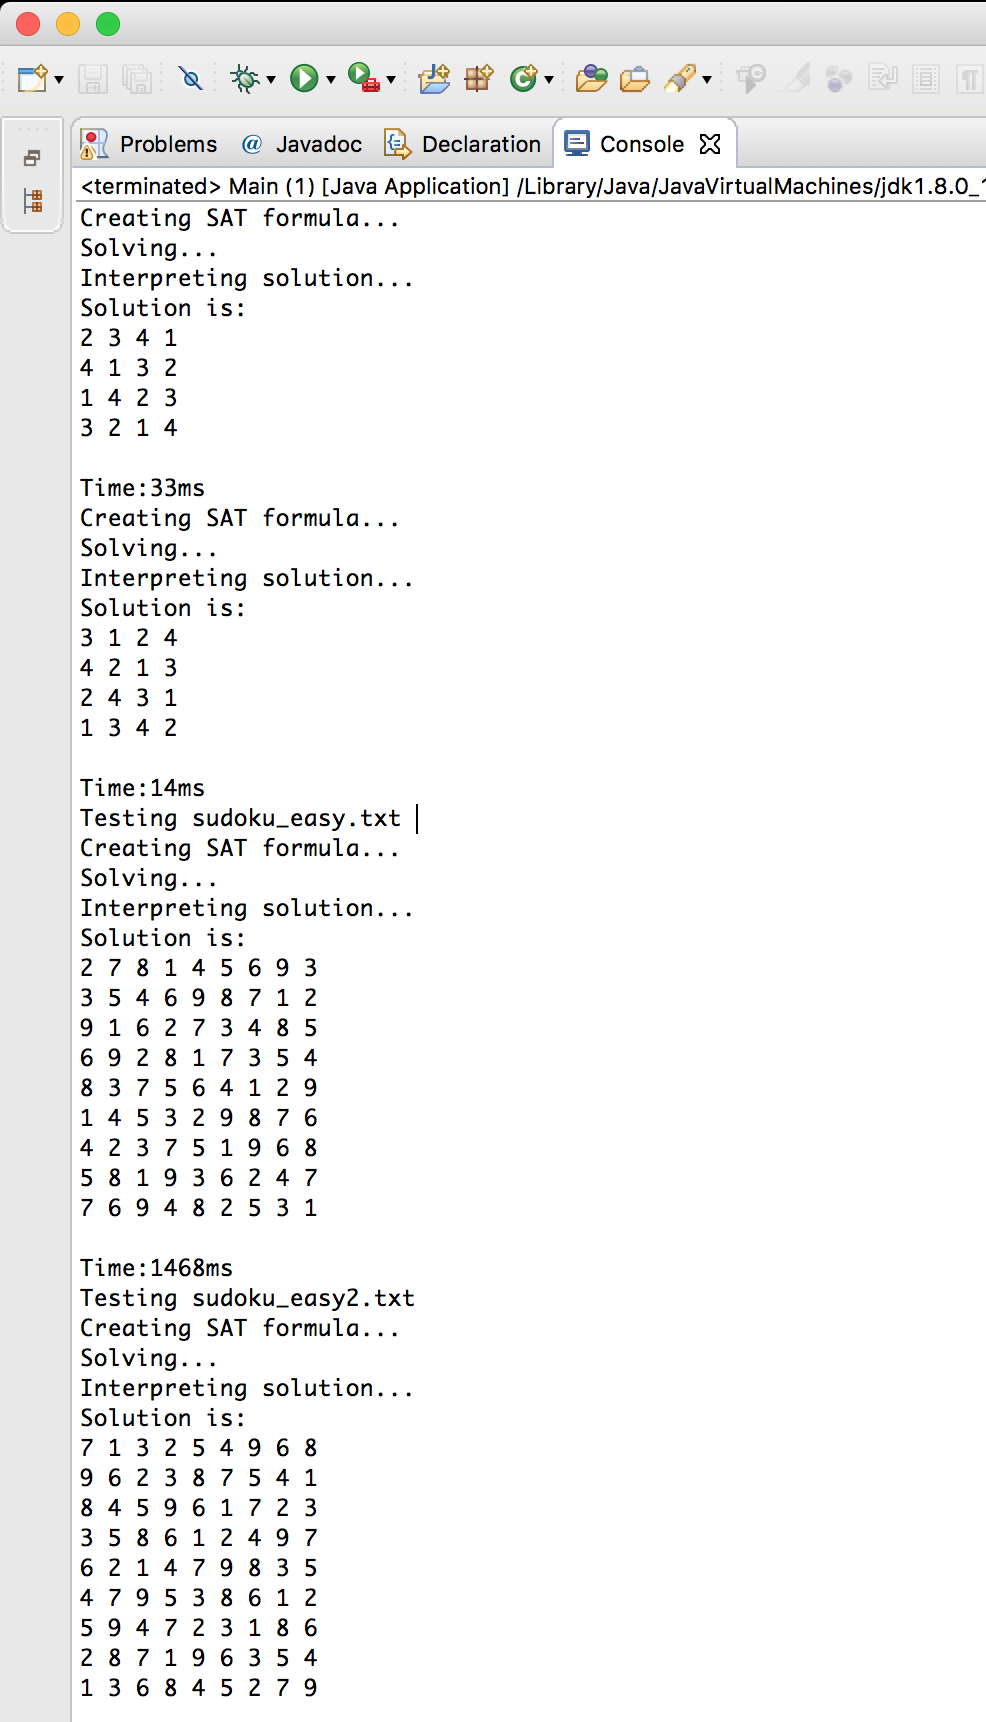 Problems @ Javadoc Declaration Console
<terminated> Main (1) [Java Application] /Library/Java/JavaVirtualMachines/jdk1.8.0_1
Creating SAT formula...
Solving...
Interpreting solution...
Solution is:
2 3 4 1
4 1 3 2
1 4 2 3
3 2 1 4
Time:33ms
Creating SAT formula...
Solving...
Interpreting solution...
Solution is:
3 1 2 4
4 2 1 3
2 4 3 1
1 3 4 2
Time:14ms
Testing sudoku_easy.txt
Creating SAT formula...
Solving...
Interpreting solution...
Solution is:
2 7 8 1 4 5 6 9 3
3 5 4 6 9 8 7 1 2
9 1 6 2 7 3 4 8 5
6 9 2 8 1 7 3 5 4
8 3 7 5 6 4 1 2 9
1 4 5 3 2 9 8 7 6
4 2 3 7 5 1 9 6 8
5 8 1 9 3 6 2 4 7
7 6 9 4 8 2 5 3 1
Time:1468ms
Testing sudoku_easy2.txt
Creating SAT formula...
Solving...
Interpreting solution...
Solution is:
7 1 3 2 5 4 9 6 8
9 6 2 3 8 7 5 4 1
8 4 5 9 6 1 7 2 3
3 5 8 6 1 2 4 9 7
6 2 1 4 7 9 8 3 5
4 7 9 5 3 8 6 1 2
5 9 4 7 2 3 1 8 6
2 8 7 1 9 6 3 5 4
1 3 6 8 4 5 2 7 9